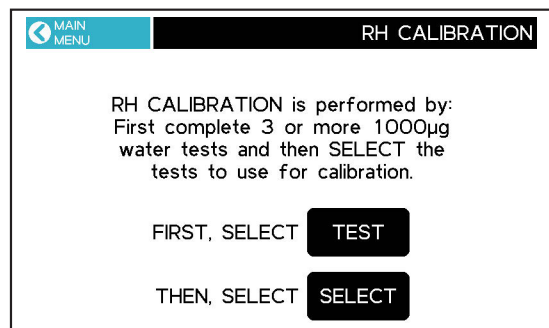 MAIN
MENU
RH CALIBRATION
RH CALIBRATION is performed by:
First complete 3 or more 1000µg
water tests and then SELECT the
tests to use for calibration.
FIRST, SELECT TEST
THEN, SELECT SELECT